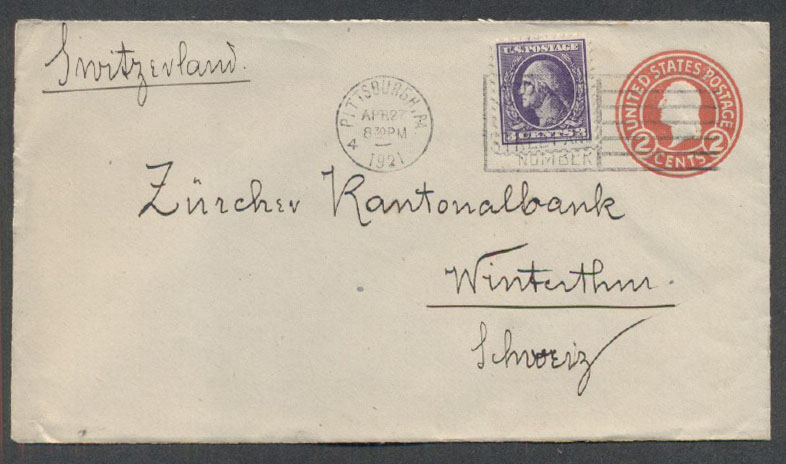 Switzerland.
PITTSBURGH, PA.
APR 27
8 30 PM
1921
4
U.S. POSTAGE
3 CENTS 3
NUMBER
UNITED STATES POSTAGE
2 CENTS 2
Zürcher Kantonalbank
Winterthur.
Schweiz